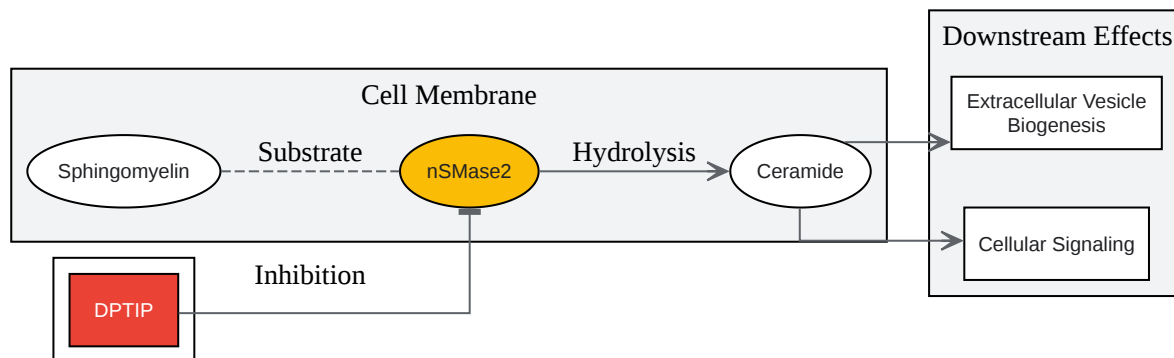 Downstream Effects
Cell Membrane
Extracellular Vesicle
Biogenesis
Substrate
Hydrolysis
Sphingomyelin
nSMase2
Ceramide
Cellular Signaling
Inhibition
DPTIP